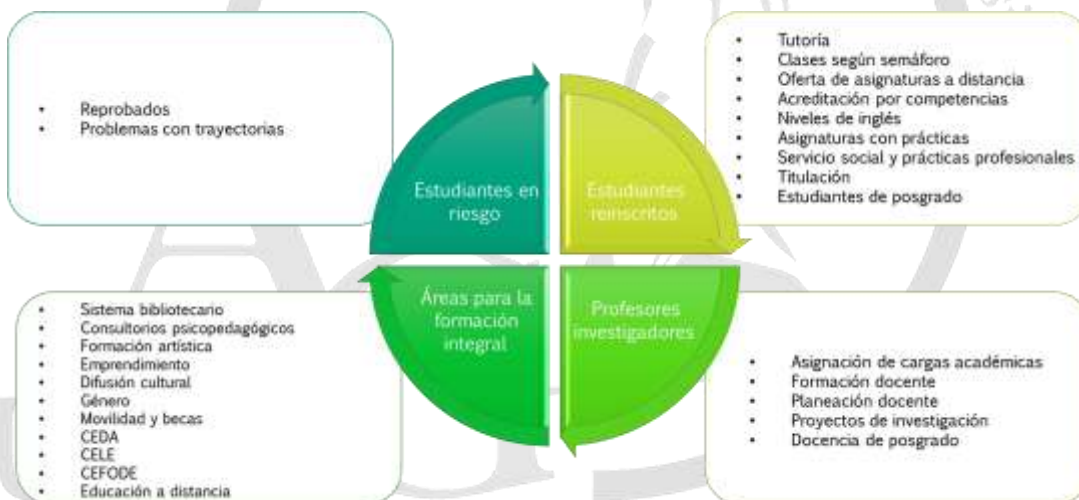 • Reprobados
• Problemas con trayectorias
Estudiantes en
riesgo
Estudiantes
reinscritos
• Tutoría
• Clases según semáforo
• Oferta de asignaturas a distancia
• Acreditación por competencias
• Niveles de inglés
• Asignaturas con prácticas
• Servicio social y prácticas profesionales
• Titulación
• Estudiantes de posgrado
• Sistema bibliotecario
• Consultorios psicopedagógicos
• Formación artística
• Emprendimiento
• Difusión cultural
• Género
• Movilidad y becas
• CEDA
• CELE
• CEFODE
• Educación a distancia
Áreas para la
formación
integral
Profesores
investigadores
• Asignación de cargas académicas
• Formación docente
• Planeación docente
• Proyectos de investigación
• Docencia de posgrado